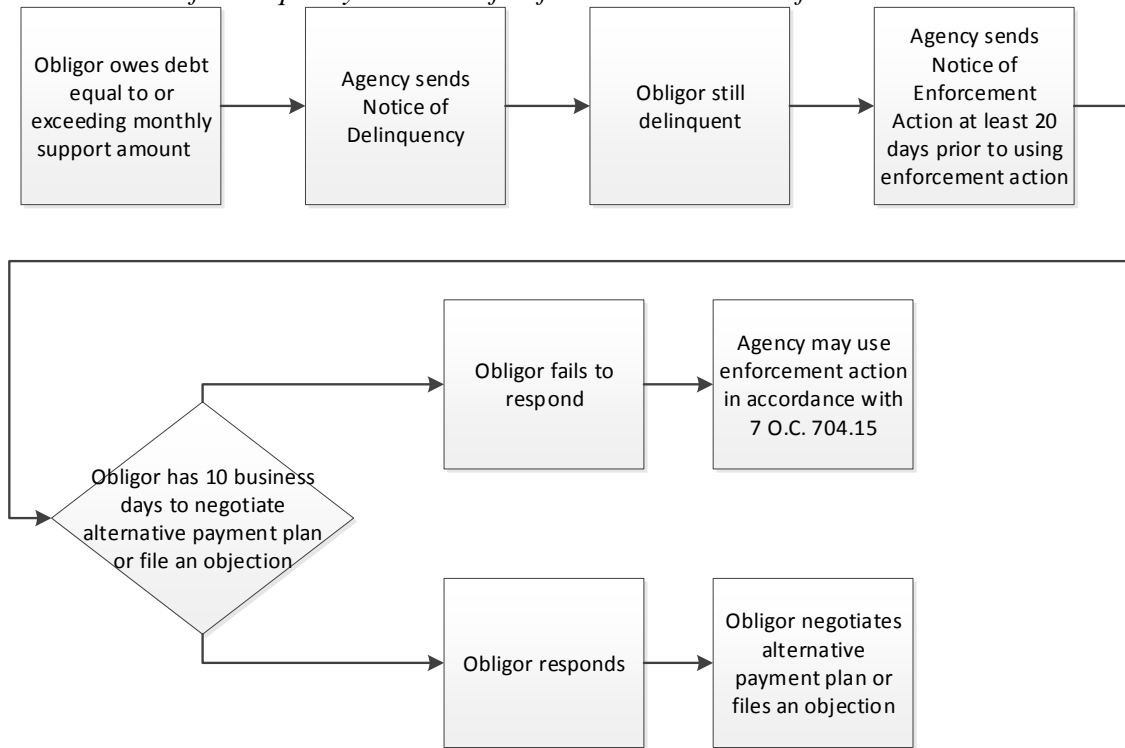 Obligor owes debt
equal to or
exceeding monthly
support amount
Agency sends
Notice of
Delinquency
Obligor still
delinquent
Agency sends
Notice of
Enforcement
Action at least 20
days prior to using
enforcement action
Obligor fails to
respond
Agency may use
enforcement action
in accordance with
7 O.C. 704.15
Obligor has 10 business
days to negotiate
alternative payment plan
or file an objection
Obligor responds
Obligor negotiates
alternative
payment plan or
files an objection